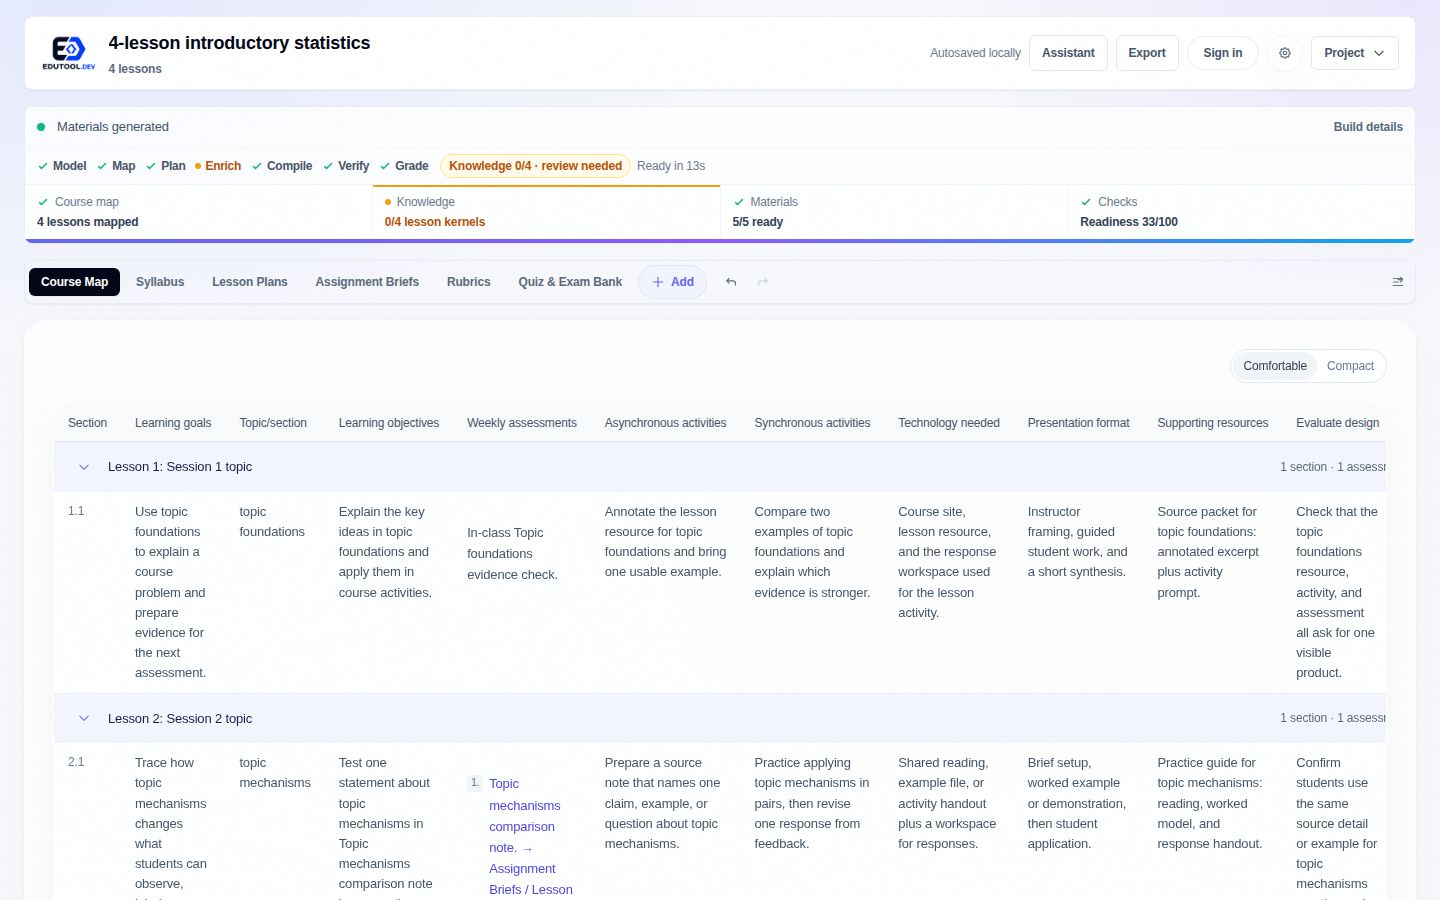 EDUTOOL.DEV
4-lesson introductory statistics
4 lessons
Autosaved locally
Assistant
Export
Sign in
Project
Materials generated
Build details
Model
Map
Plan
Enrich
Compile
Verify
Grade
Knowledge 0/4 · review needed
Ready in 13s
Course map
4 lessons mapped
Knowledge
0/4 lesson kernels
Materials
5/5 ready
Checks
Readiness 33/100
Course Map
Syllabus
Lesson Plans
Assignment Briefs
Rubrics
Quiz & Exam Bank
Add
Comfortable
Compact
Section
Learning goals
Topic/section
Learning objectives
Weekly assessments
Asynchronous activities
Synchronous activities
Technology needed
Presentation format
Supporting resources
Evaluate design
Lesson 1: Session 1 topic
1 section · 1 assessr
1.1
Use topic
foundations
to explain a
course
problem and
prepare
evidence for
the next
assessment.
topic
foundations
Explain the key
ideas in topic
foundations and
apply them in
course activities.
In-class Topic
foundations
evidence check.
Annotate the lesson
resource for topic
foundations and bring
one usable example.
Compare two
examples of topic
foundations and
explain which
evidence is stronger.
Course site,
lesson resource,
and the response
workspace used
for the lesson
activity.
Instructor
framing, guided
student work, and
a short synthesis.
Source packet for
topic foundations:
annotated excerpt
plus activity
prompt.
Check that the
topic
foundations
resource,
activity, and
assessment
all ask for one
visible
product.
Lesson 2: Session 2 topic
1 section · 1 assessr
2.1
Trace how
topic
mechanisms
changes
what
students can
observe,
topic
mechanisms
Test one
statement about
topic
mechanisms in
Topic
mechanisms
comparison note
1.
Topic
mechanisms
comparison
note. →
Assignment
Briefs / Lesson
Prepare a source
note that names one
claim, example, or
question about topic
mechanisms.
Practice applying
topic mechanisms in
pairs, then revise
one response from
feedback.
Shared reading,
example file, or
activity handout
plus a workspace
for responses.
Brief setup,
worked example
or demonstration,
then student
application.
Practice guide for
topic mechanisms:
reading, worked
model, and
response handout.
Confirm
students use
the same
source detail
or example for
topic
mechanisms